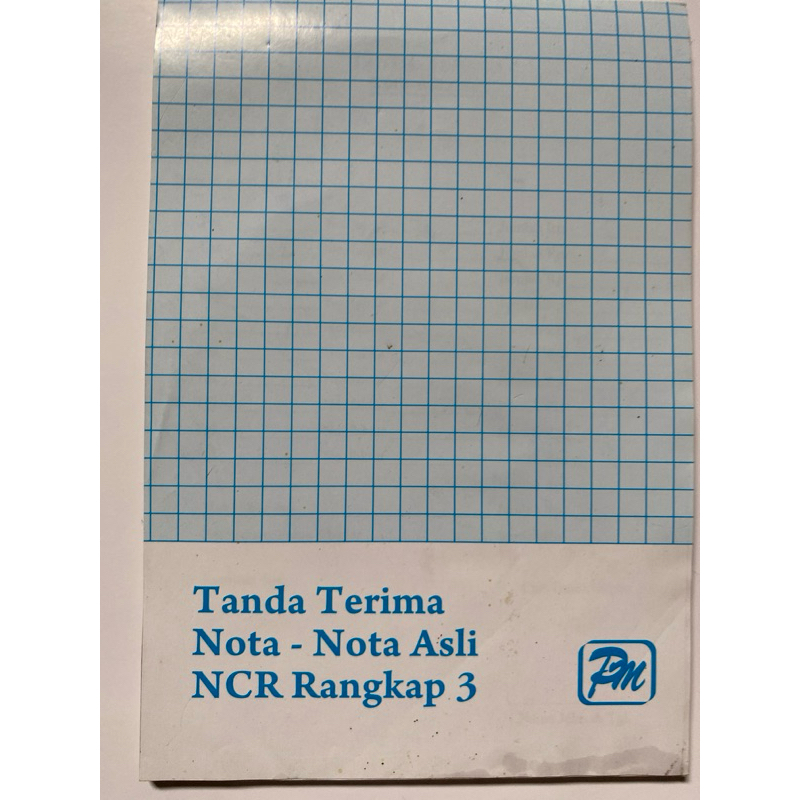 Tanda Terima
Nota - Nota Asli
NCR Rangkap 3
PM